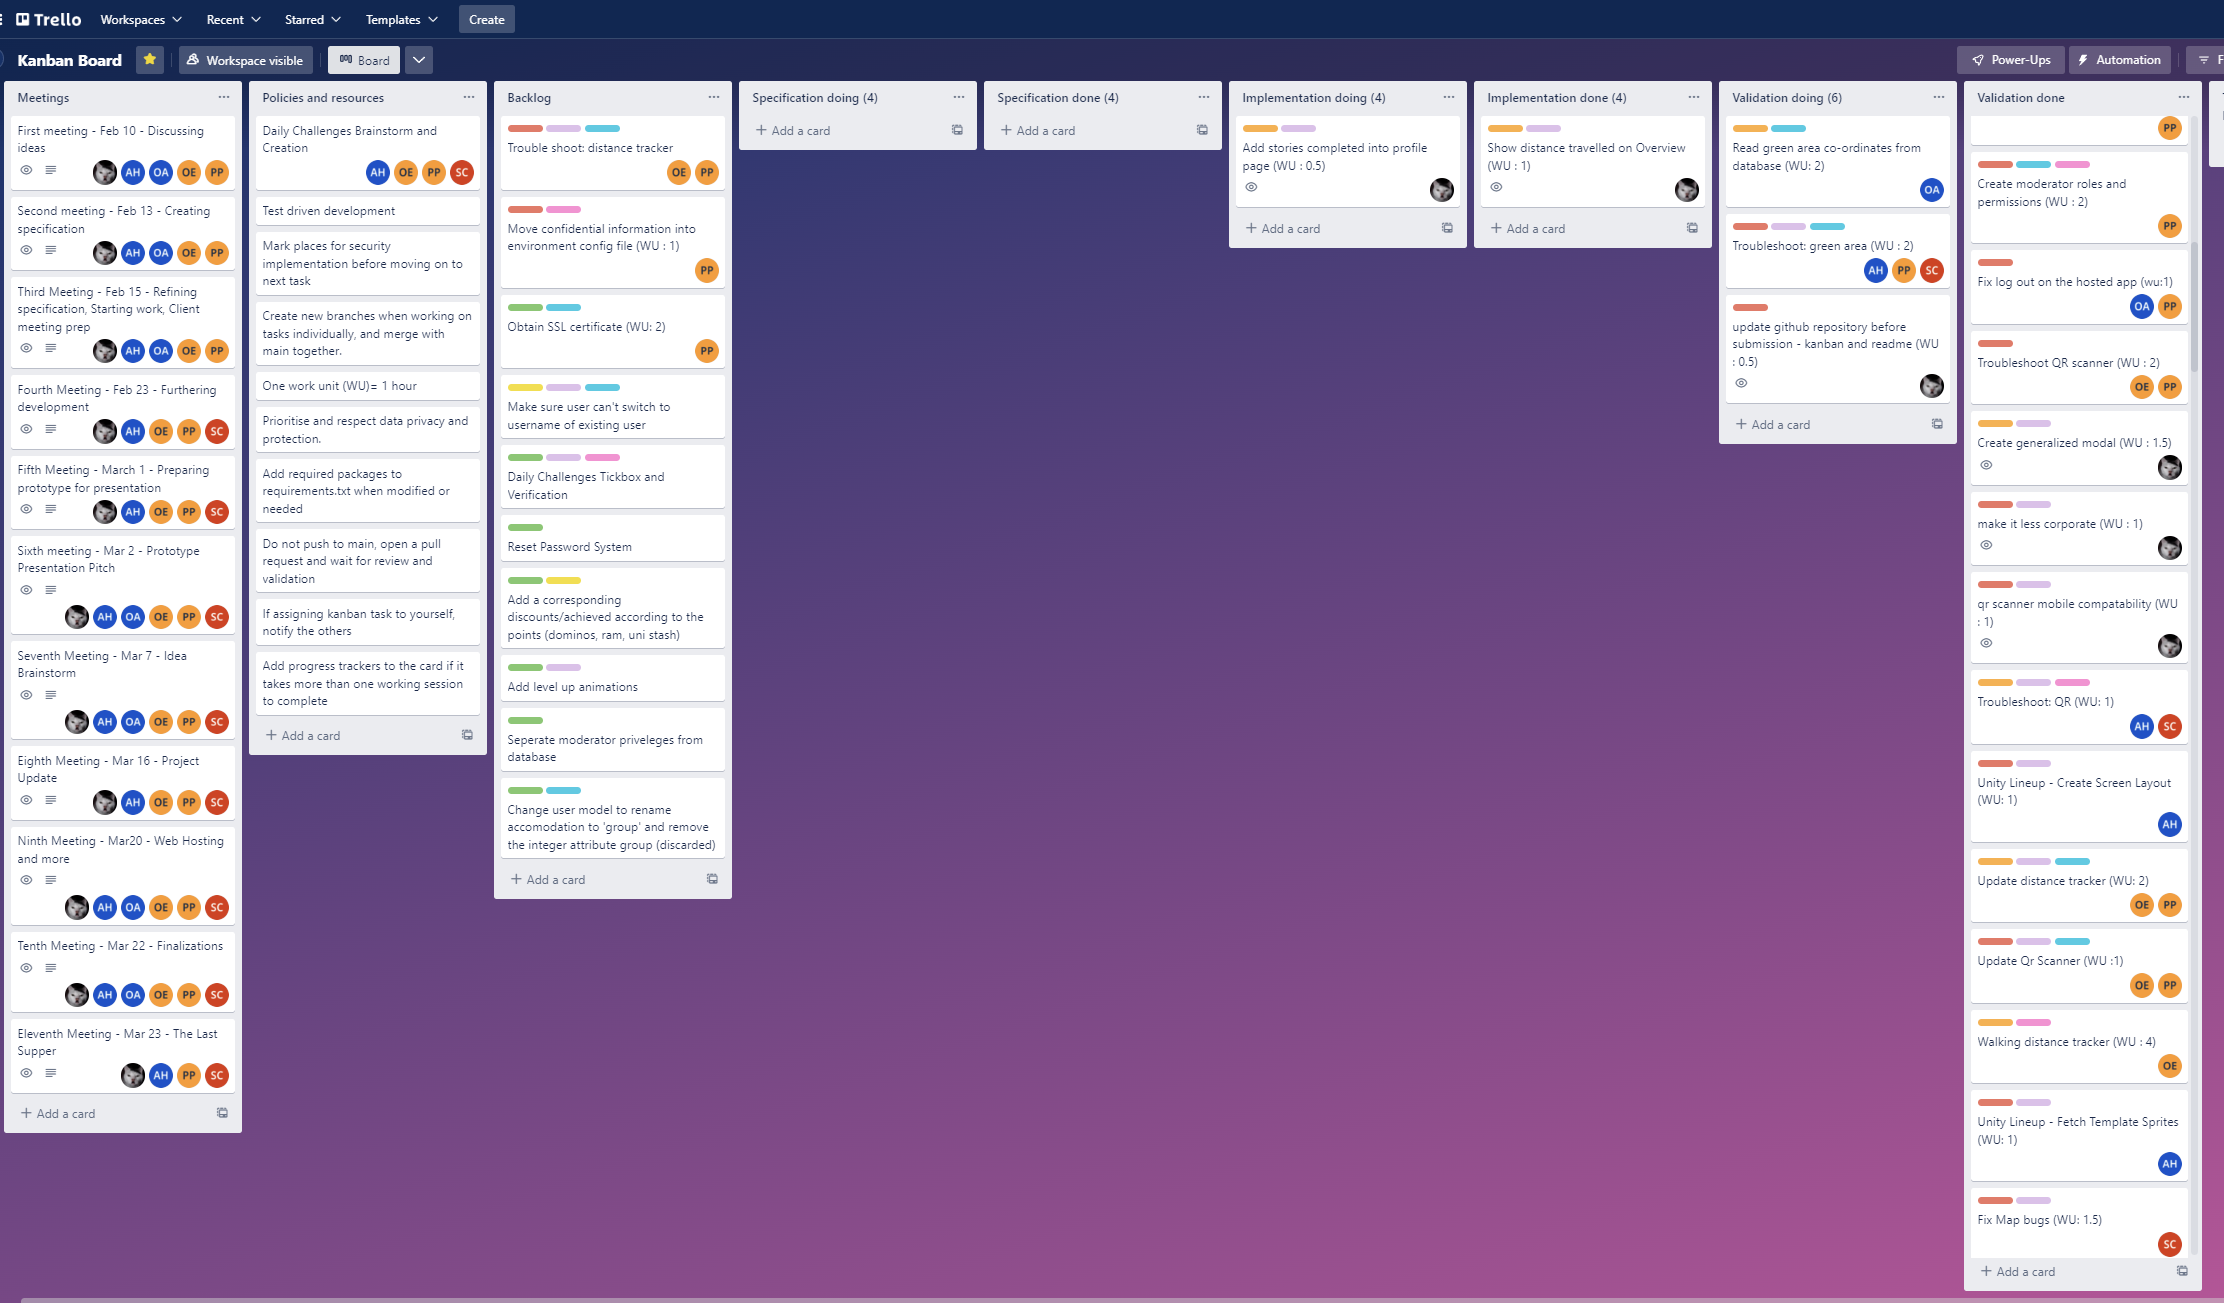 Trello
Workspaces
Recent
Starred
Templates
Create
Kanban Board
Workspace visible
Board
Power-Ups
Automation
F
Meetings
First meeting - Feb 10 - Discussing
ideas
AH OA OE PP
Second meeting - Feb 13 - Creating
specification
AH OA OE PP
Third Meeting - Feb 15 - Refining
specification, Starting work, Client
meeting prep
AH OA OE PP
Fourth Meeting - Feb 23 - Furthering
development
AH OE PP SC
Fifth Meeting - March 1 - Preparing
prototype for presentation
AH OE PP SC
Sixth meeting - Mar 2 - Prototype
Presentation Pitch
AH OA OE PP SC
Seventh Meeting - Mar 7 - Idea
Brainstorm
AH OA OE PP SC
Eighth Meeting - Mar 16 - Project
Update
AH OE PP SC
Ninth Meeting - Mar20 - Web Hosting
and more
AH OA OE PP SC
Tenth Meeting - Mar 22 - Finalizations
AH OA OE PP SC
Eleventh Meeting - Mar 23 - The Last
Supper
AH PP SC
+ Add a card
Policies and resources
Daily Challenges Brainstorm and
Creation
AH OE PP SC
Test driven development
Mark places for security
implementation before moving on to
next task
Create new branches when working on
tasks individually, and merge with
main together.
One work unit (WU)= 1 hour
Prioritise and respect data privacy and
protection.
Add required packages to
requirements.txt when modified or
needed
Do not push to main, open a pull
request and wait for review and
validation
If assigning kanban task to yourself,
notify the others
Add progress trackers to the card if it
takes more than one working session
to complete
+ Add a card
Backlog
Trouble shoot: distance tracker
OE PP
Move confidential information into
environment config file (WU : 1)
PP
Obtain SSL certificate (WU: 2)
PP
Make sure user can't switch to
username of existing user
Daily Challenges Tickbox and
Verification
Reset Password System
Add a corresponding
discounts/achieved according to the
points (dominos, ram, uni stash)
Add level up animations
Seperate moderator priveleges from
database
Change user model to rename
accomodation to 'group' and remove
the integer attribute group (discarded)
+ Add a card
Specification doing (4)
+ Add a card
Specification done (4)
+ Add a card
Implementation doing (4)
Add stories completed into profile
page (WU : 0.5)
+ Add a card
Implementation done (4)
Show distance travelled on Overview
(WU : 1)
+ Add a card
Validation doing (6)
Read green area co-ordinates from
database (WU: 2)
OA
Troubleshoot: green area (WU : 2)
AH PP SC
update github repository before
submission - kanban and readme (WU
: 0.5)
+ Add a card
Validation done
PP
Create moderator roles and
permissions (WU : 2)
PP
Fix log out on the hosted app (wu:1)
OA PP
Troubleshoot QR scanner (WU : 2)
OE PP
Create generalized modal (WU : 1.5)
make it less corporate (WU : 1)
qr scanner mobile compatability (WU
: 1)
Troubleshoot: QR (WU: 1)
AH SC
Unity Lineup - Create Screen Layout
(WU: 1)
AH
Update distance tracker (WU: 2)
OE PP
Update Qr Scanner (WU :1)
OE PP
Walking distance tracker (WU : 4)
OE
Unity Lineup - Fetch Template Sprites
(WU: 1)
AH
Fix Map bugs (WU: 1.5)
SC
+ Add a card